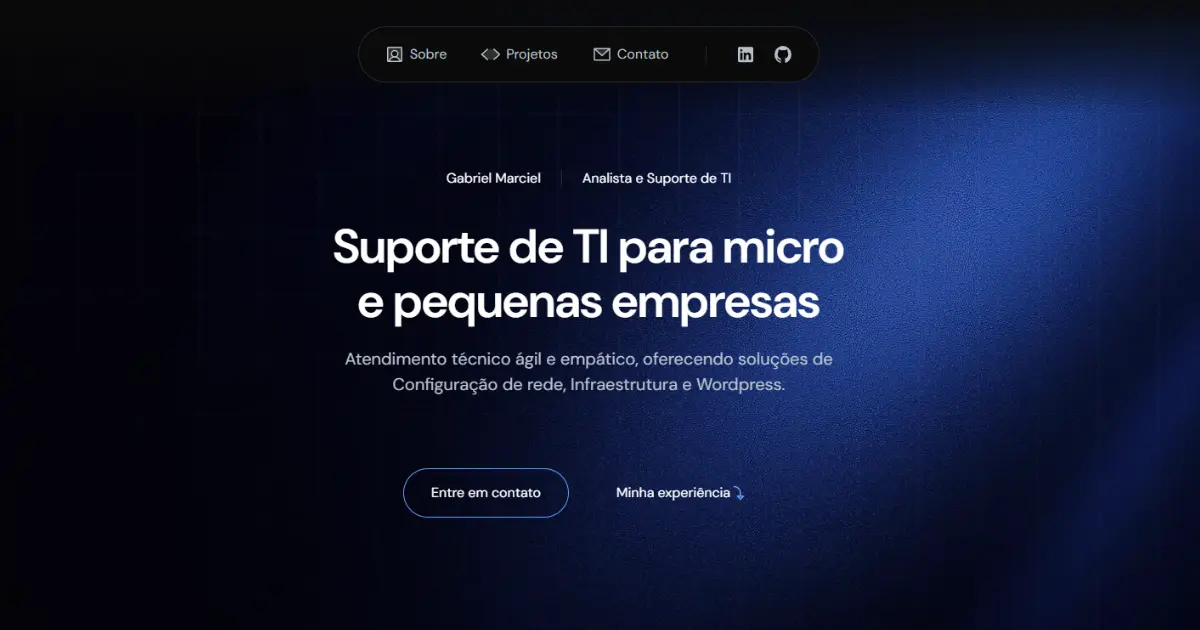 Sobre Projetos Contato
Gabriel Marciel Analista e Suporte de TI
Suporte de TI para micro
e pequenas empresas
Atendimento técnico ágil e empático, oferecendo soluções de
Configuração de rede, Infraestrutura e Wordpress.
Entre em contato Minha experiência